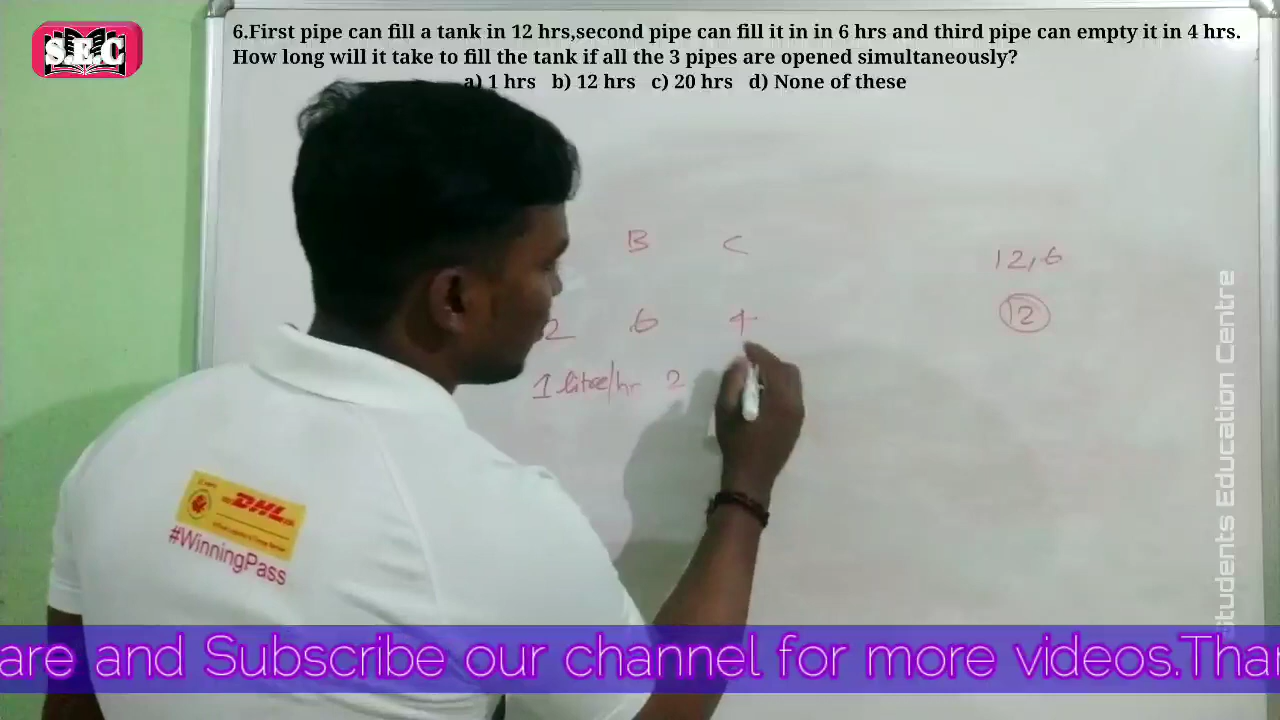 S.E.C
6.First pipe can fill a tank in 12 hrs,second pipe can fill it in in 6 hrs and third pipe can empty it in 4 hrs.
How long will it take to fill the tank if all the 3 pipes are opened simultaneously?
a) 1 hrs b) 12 hrs c) 20 hrs d) None of these
B C
12,6
2 6 4
12
1 litre/hr 2
DHL
#WinningPass
Students Education Centre
are and Subscribe our channel for more videos.Than